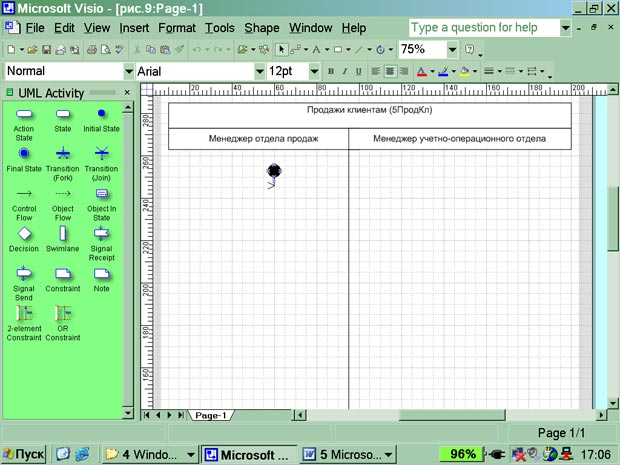 Microsoft Visio - [рис.9:Page-1]
File Edit View Insert Format Tools Shape Window Help
Type a question for help
75%
Normal Arial 12pt B I U
UML Activity
Action State
State
Initial State
Final State
Transition (Fork)
Transition (Join)
Control Flow
Object Flow
Object In State
Decision
Swimlane
Signal Receipt
Signal Send
Constraint
Note
2-element Constraint
OR Constraint
20 40 60 80 100 120 140 160 180 200
280
260
240
220
200
180
160
Продажи клиентам (5ПродКл)
Менеджер отдела продаж
Менеджер учетно-операционного отдела
Page-1
Page 1/1
Пуск
4 Windo...
Microsoft ...
5 Microso...
96%
17:06